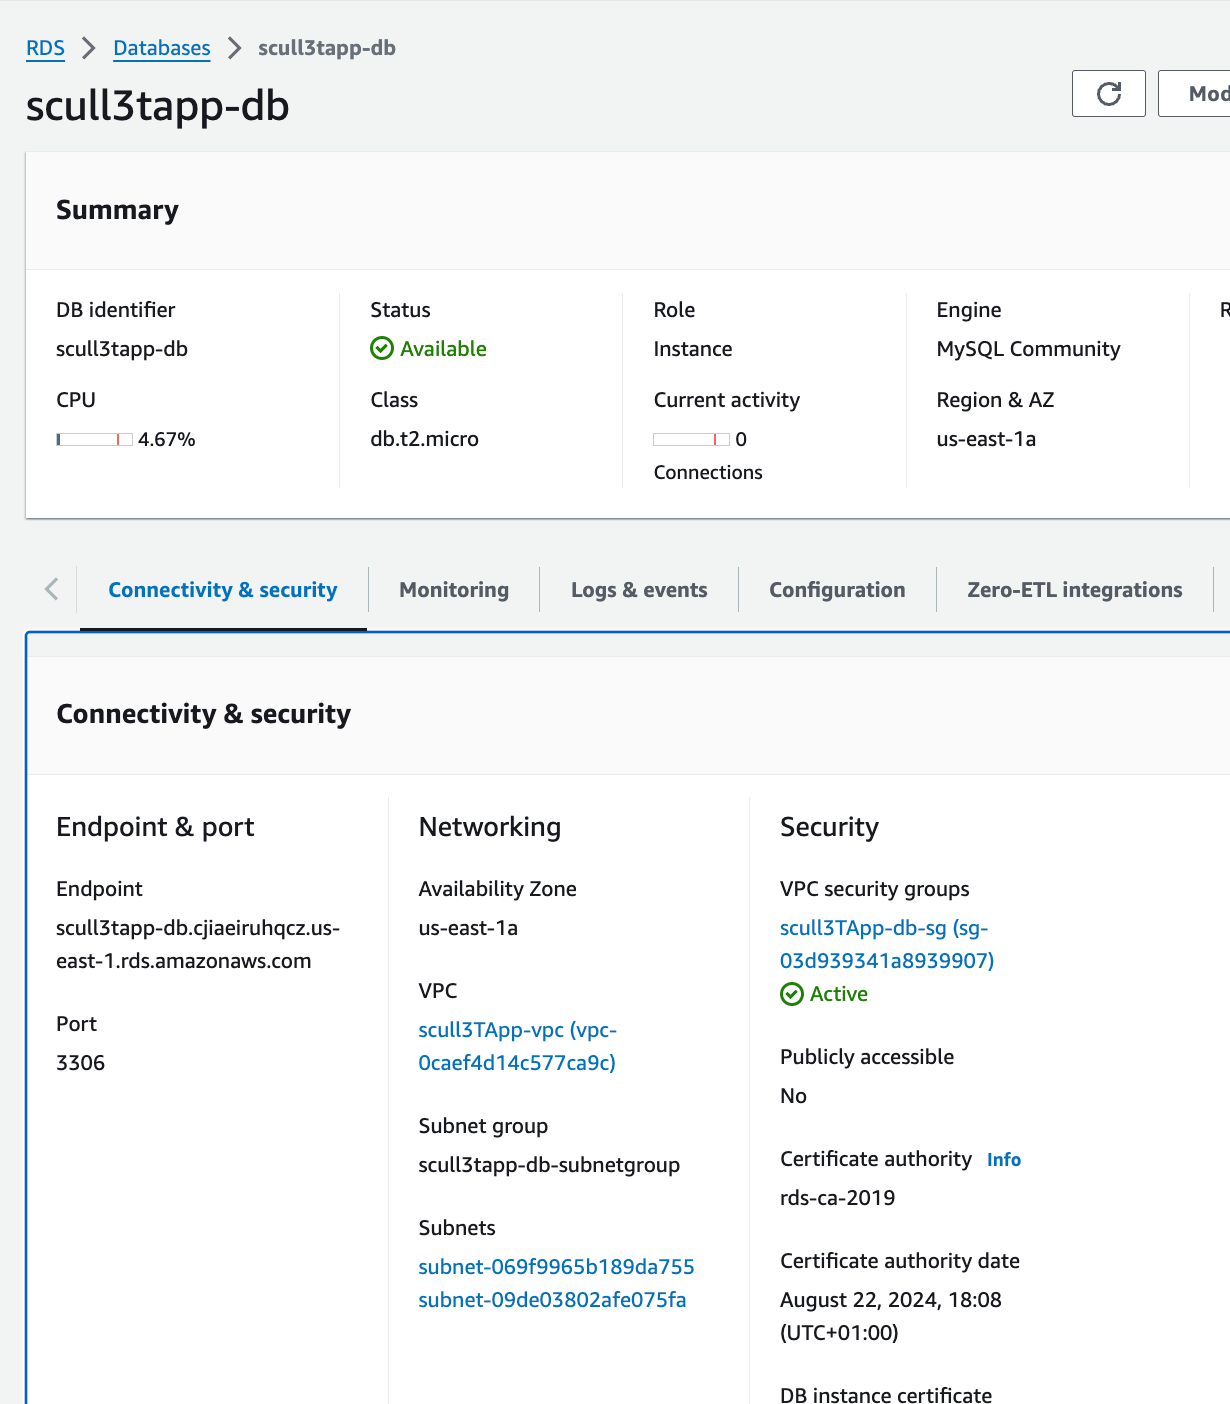 RDS > Databases > scull3tapp-db
scull3tapp-db
Summary
DB identifier
scull3tapp-db
CPU
4.67%
Status
Available
Class
db.t2.micro
Role
Instance
Current activity
0
Connections
Engine
MySQL Community
Region & AZ
us-east-1a
Connectivity & security
Monitoring
Logs & events
Configuration
Zero-ETL integrations
Connectivity & security
Endpoint & port
Endpoint
scull3tapp-db.cjiaeiruhqcz.us-
east-1.rds.amazonaws.com
Port
3306
Networking
Availability Zone
us-east-1a
VPC
scull3TApp-vpc (vpc-
0caef4d14c577ca9c)
Subnet group
scull3tapp-db-subnetgroup
Subnets
subnet-069f9965b189da755
subnet-09de03802afe075fa
Security
VPC security groups
scull3TApp-db-sg (sg-
03d939341a8939907)
Active
Publicly accessible
No
Certificate authority Info
rds-ca-2019
Certificate authority date
August 22, 2024, 18:08
(UTC+01:00)
DB instance certificate